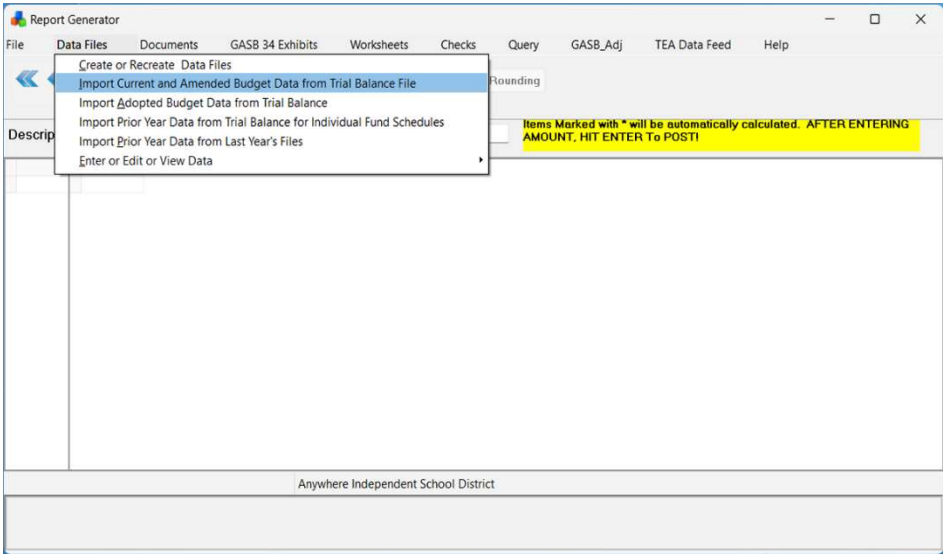 Report Generator
File Data Files Documents GASB 34 Exhibits Worksheets Checks Query GASB_Adj TEA Data Feed Help
Create or Recreate Data Files
Import Current and Amended Budget Data from Trial Balance File
Rounding
Import Adopted Budget Data from Trial Balance
Import Prior Year Data from Trial Balance for Individual Fund Schedules
Import Prior Year Data from Last Year's Files
Enter or Edit or View Data
Descrip
Items Marked with * will be automatically calculated. AFTER ENTERING
AMOUNT, HIT ENTER To POST!
Anywhere Independent School District